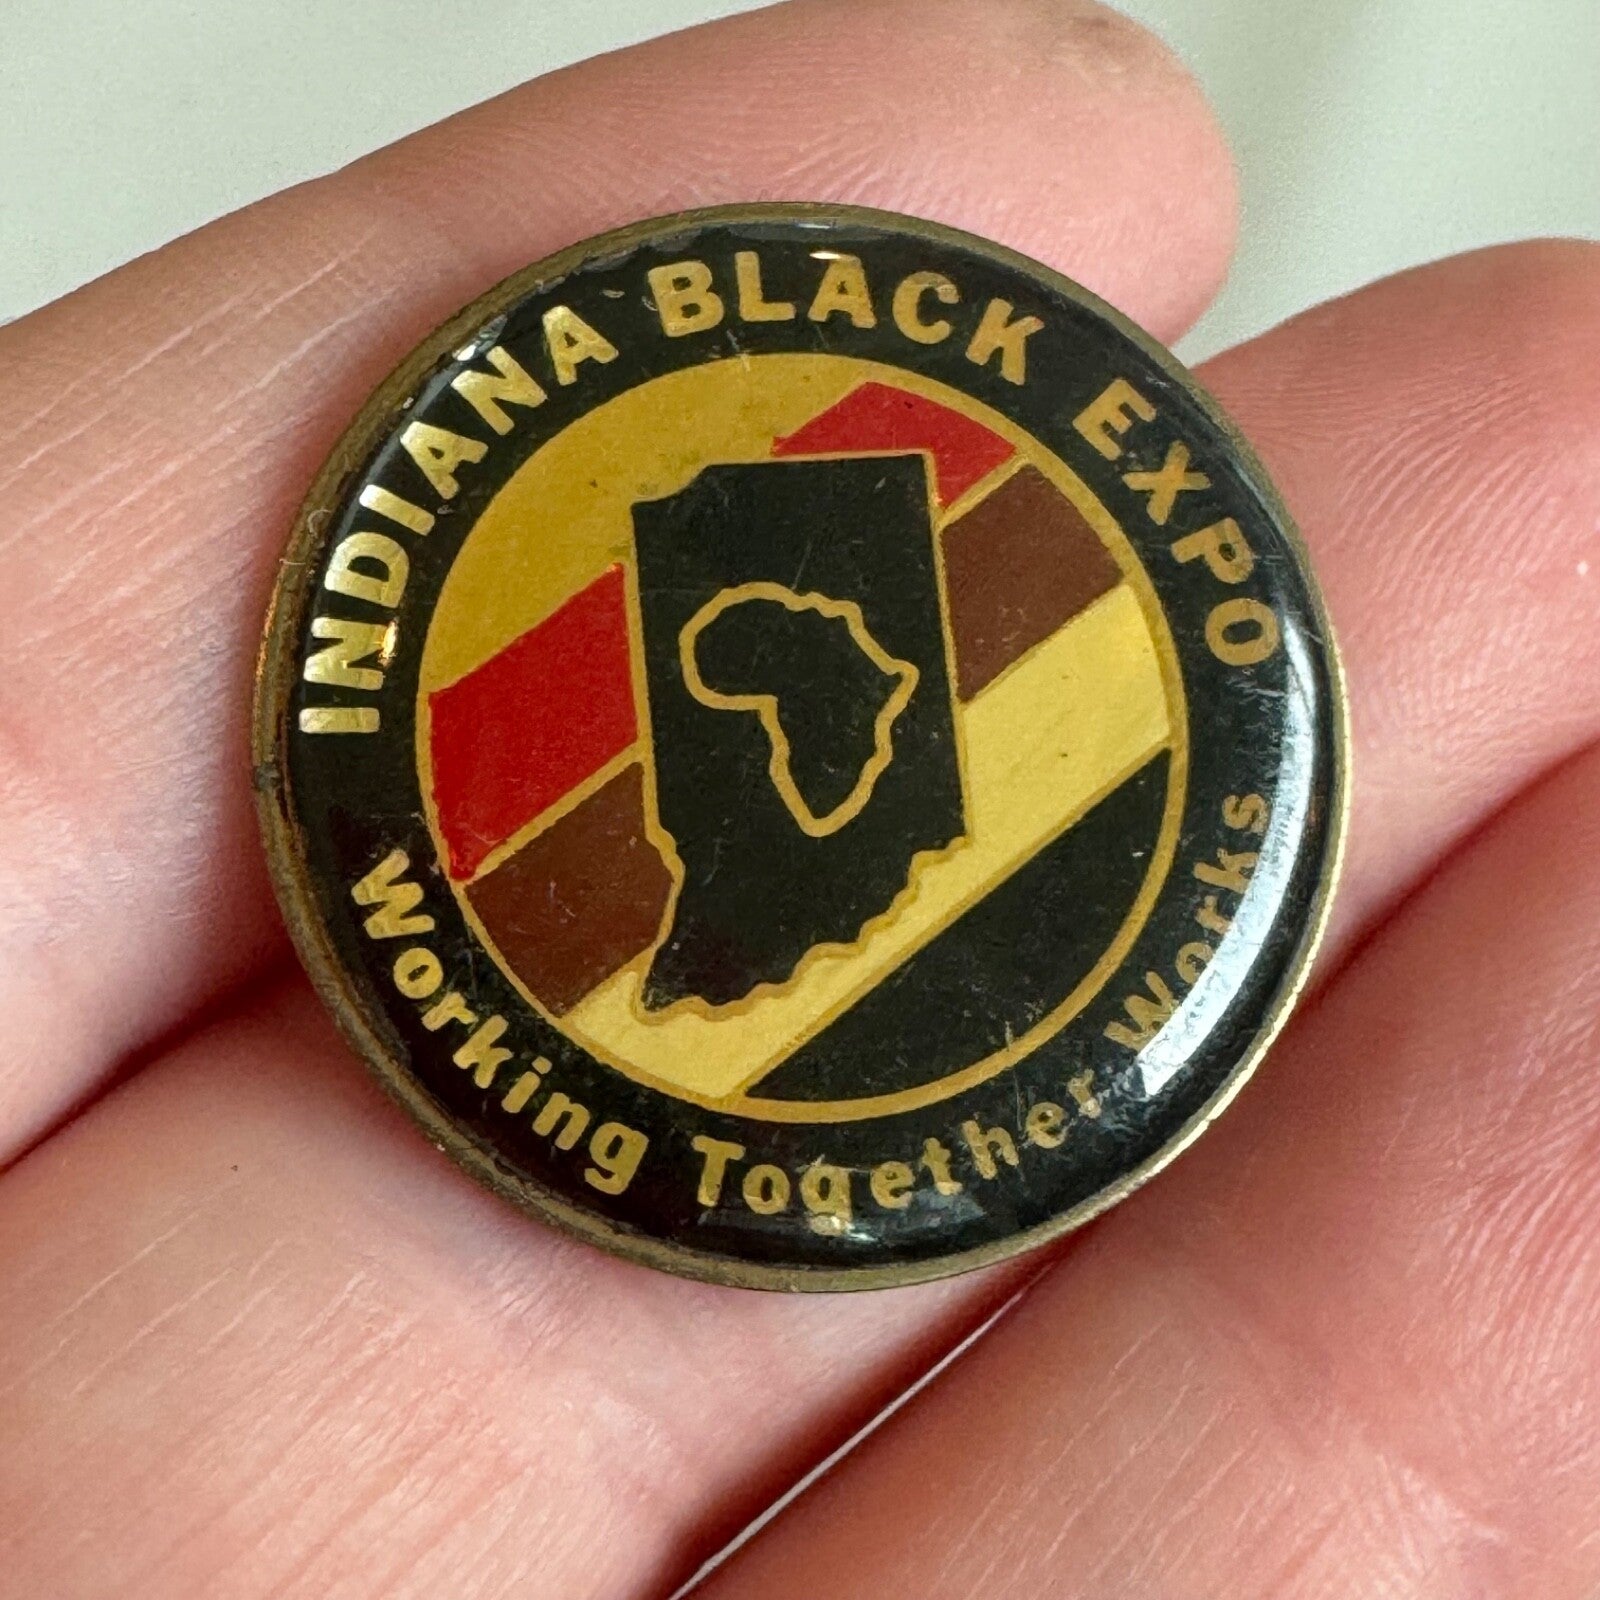 INDIANA BLACK EXPO
Working Together Works